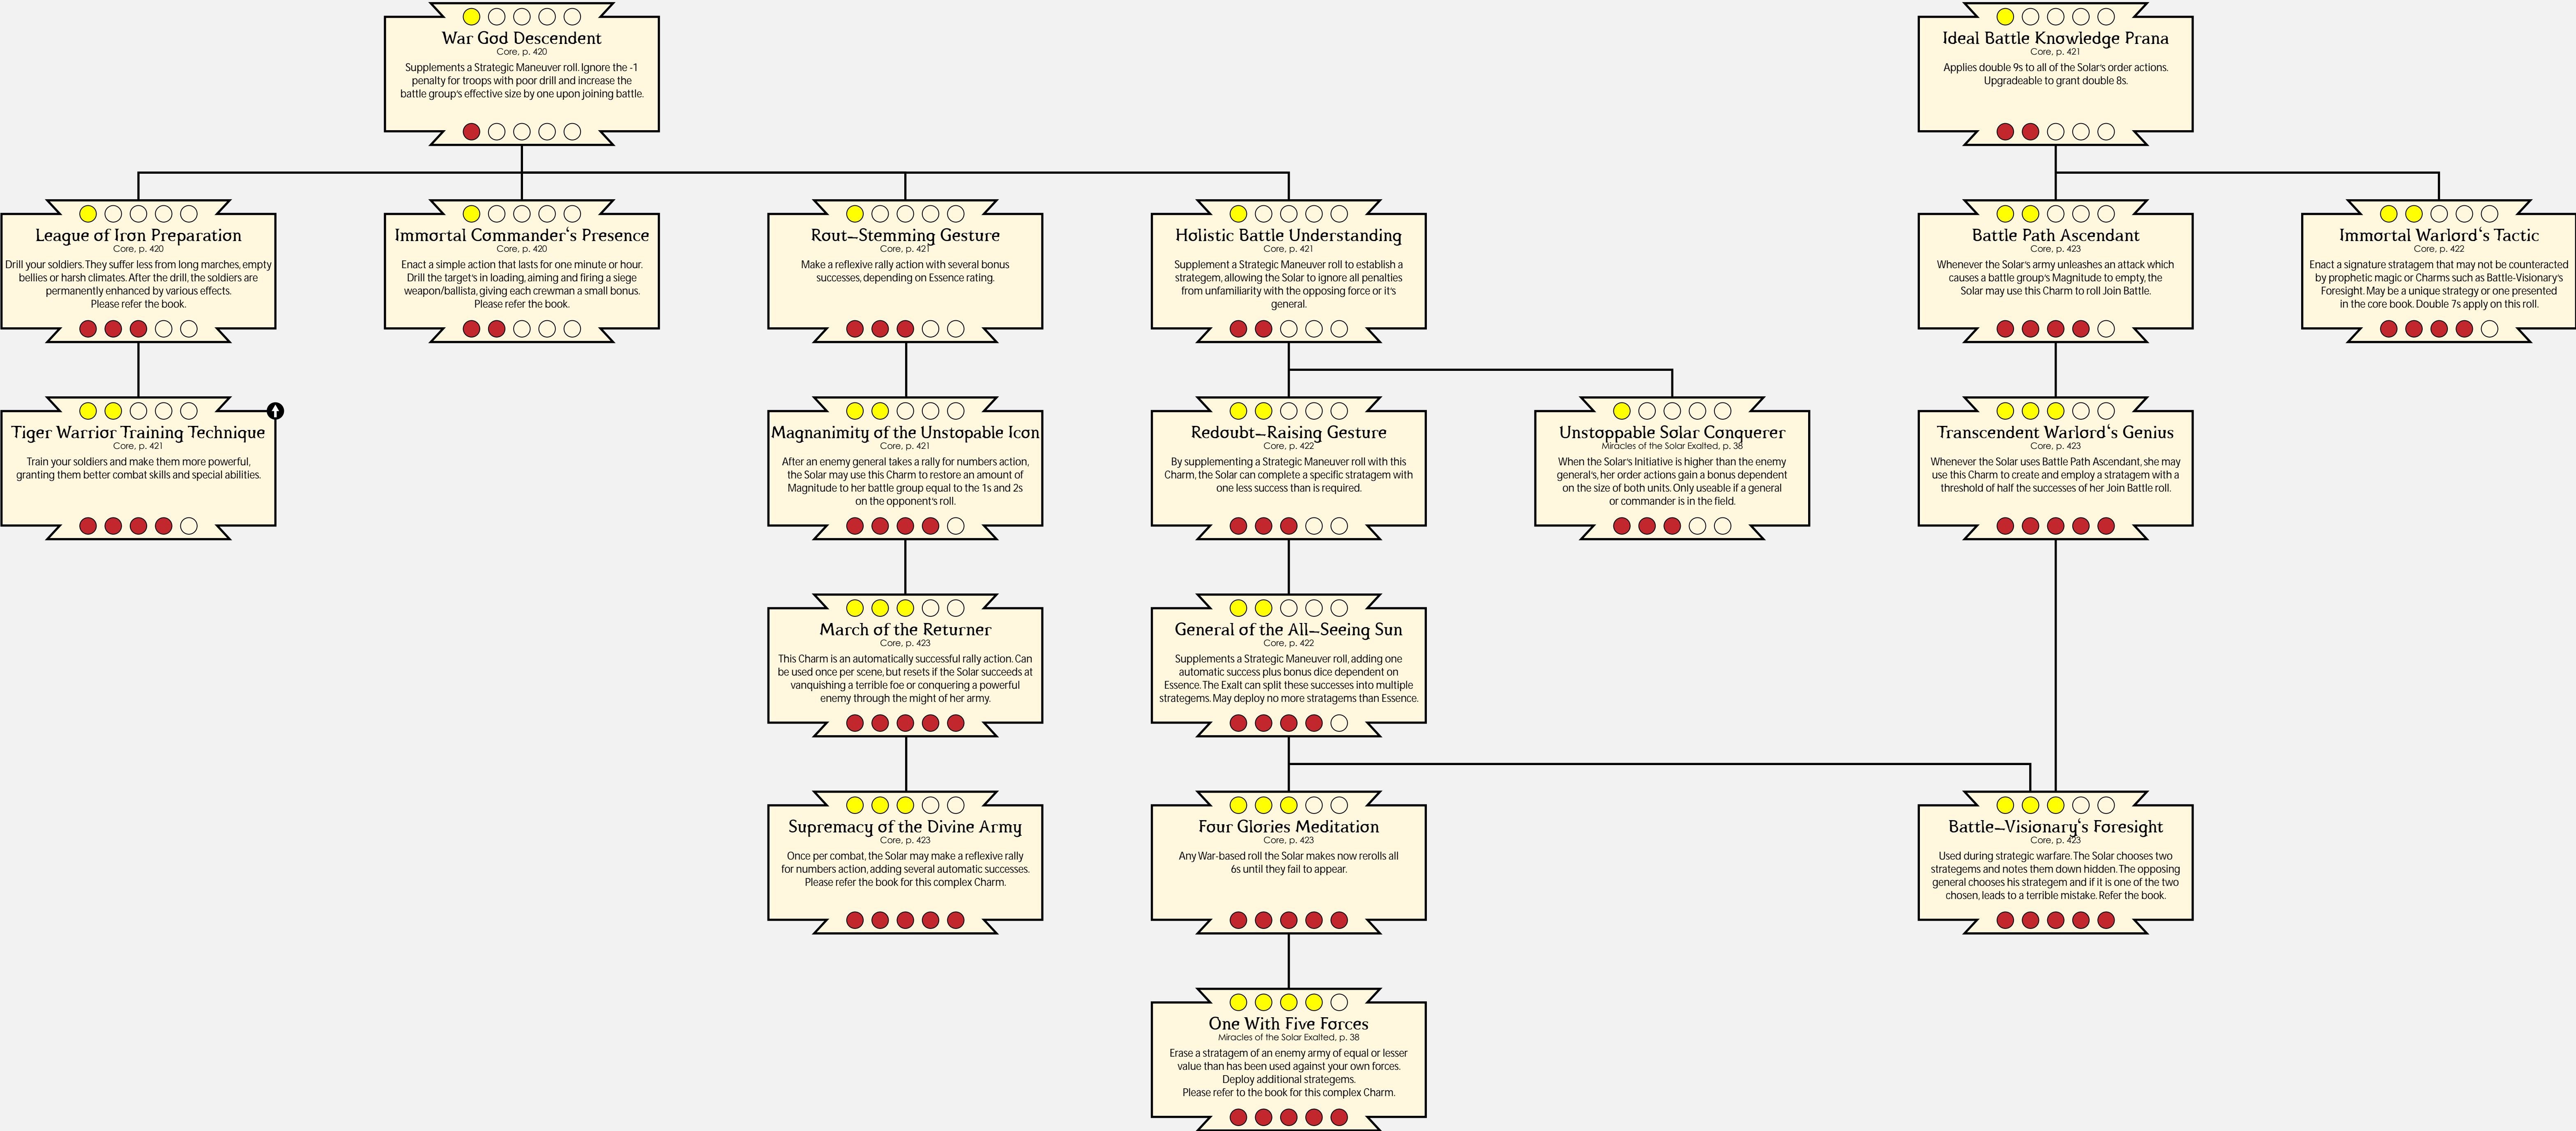 War God Descendent
Core, p. 420
Supplements a Strategic Maneuver roll. Ignore the -1
penalty for troops with poor drill and increase the
battle group's effective size by one upon joining battle.
Ideal Battle Knowledge Prana
Core, p. 421
Applies double 9s to all of the Solar's order actions.
Upgradeable to grant double 8s.
League of Iron Preparation
Core, p. 420
Drill your soldiers. They suffer less from long marches, empty
bellies or harsh climates. After the drill, the soldiers are
permanently enhanced by various effects.
Please refer the book.
Immortal Commander's Presence
Core, p. 420
Enact a simple action that lasts for one minute or hour.
Drill the target's in loading, aiming and firing a siege
weapon/ballista, giving each crewman a small bonus.
Please refer the book.
Rout-Stemming Gesture
Core, p. 421
Make a reflexive rally action with several bonus
successes, depending on Essence rating.
Holistic Battle Understanding
Core, p. 421
Supplement a Strategic Maneuver roll to establish a
strategem, allowing the Solar to ignore all penalties
from unfamiliarity with the opposing force or it's
general.
Battle Path Ascendant
Core, p. 423
Whenever the Solar's army unleashes an attack which
causes a battle group's Magnitude to empty, the
Solar may use this Charm to roll Join Battle.
Immortal Warlord's Tactic
Core, p. 422
Enact a signature stratagem that may not be counteracted
by prophetic magic or Charms such as Battle-Visionary's
Foresight. May be a unique strategy or one presented
in the core book. Double 7s apply on this roll.
Tiger Warrior Training Technique
Core, p. 421
Train your soldiers and make them more powerful,
granting them better combat skills and special abilities.
Magnanimity of the Unstopable Icon
Core, p. 421
After an enemy general takes a rally for numbers action,
the Solar may use this Charm to restore an amount of
Magnitude to her battle group equal to the 1s and 2s
on the opponent's roll.
Redoubt-Raising Gesture
Core, p. 422
By supplementing a Strategic Maneuver roll with this
Charm, the Solar can complete a specific stratagem with
one less success than is required.
Unstoppable Solar Conquerer
Miracles of the Solar Exalted, p. 38
When the Solar's Initiative is higher than the enemy
general's, her order actions gain a bonus dependent
on the size of both units. Only useable if a general
or commander is in the field.
Transcendent Warlord's Genius
Core, p. 423
Whenever the Solar uses Battle Path Ascendant, she may
use this Charm to create and employ a stratagem with a
threshold of half the successes of her Join Battle roll.
March of the Returner
Core, p. 423
This Charm is an automatically successful rally action. Can
be used once per scene, but resets if the Solar succeeds at
vanquishing a terrible foe or conquering a powerful
enemy through the might of her army.
General of the All-Seeing Sun
Core, p. 422
Supplements a Strategic Maneuver roll, adding one
automatic success plus bonus dice dependent on
Essence. The Exalt can split these successes into multiple
strategems. May deploy no more stratagems than Essence.
Supremacy of the Divine Army
Core, p. 423
Once per combat, the Solar may make a reflexive rally
for numbers action, adding several automatic successes.
Please refer the book for this complex Charm.
Four Glories Meditation
Core, p. 423
Any War-based roll the Solar makes now rerolls all
6s until they fail to appear.
Battle-Visionary's Foresight
Core, p. 423
Used during strategic warfare. The Solar chooses two
strategems and notes them down hidden. The opposing
general chooses his strategem and if it is one of the two
chosen, leads to a terrible mistake. Refer the book.
One With Five Forces
Miracles of the Solar Exalted, p. 38
Erase a stratagem of an enemy army of equal or lesser
value than has been used against your own forces.
Deploy additional strategems.
Please refer to the book for this complex Charm.